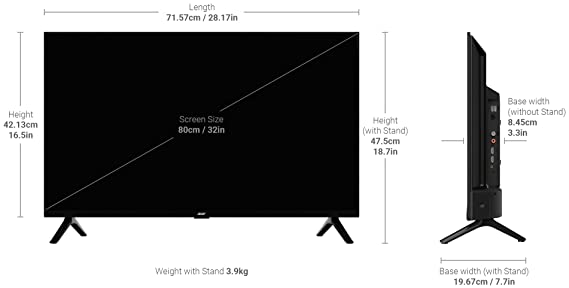 Length
71.57cm / 28.17in
Height
42.13cm
16.5in
Screen Size
80cm / 32in
Height
(with Stand)
47.5cm
18.7in
Base width
(without Stand)
8.45cm
3.3in
acer
Weight with Stand 3.9kg
Base width (with Stand)
19.67cm / 7.7in